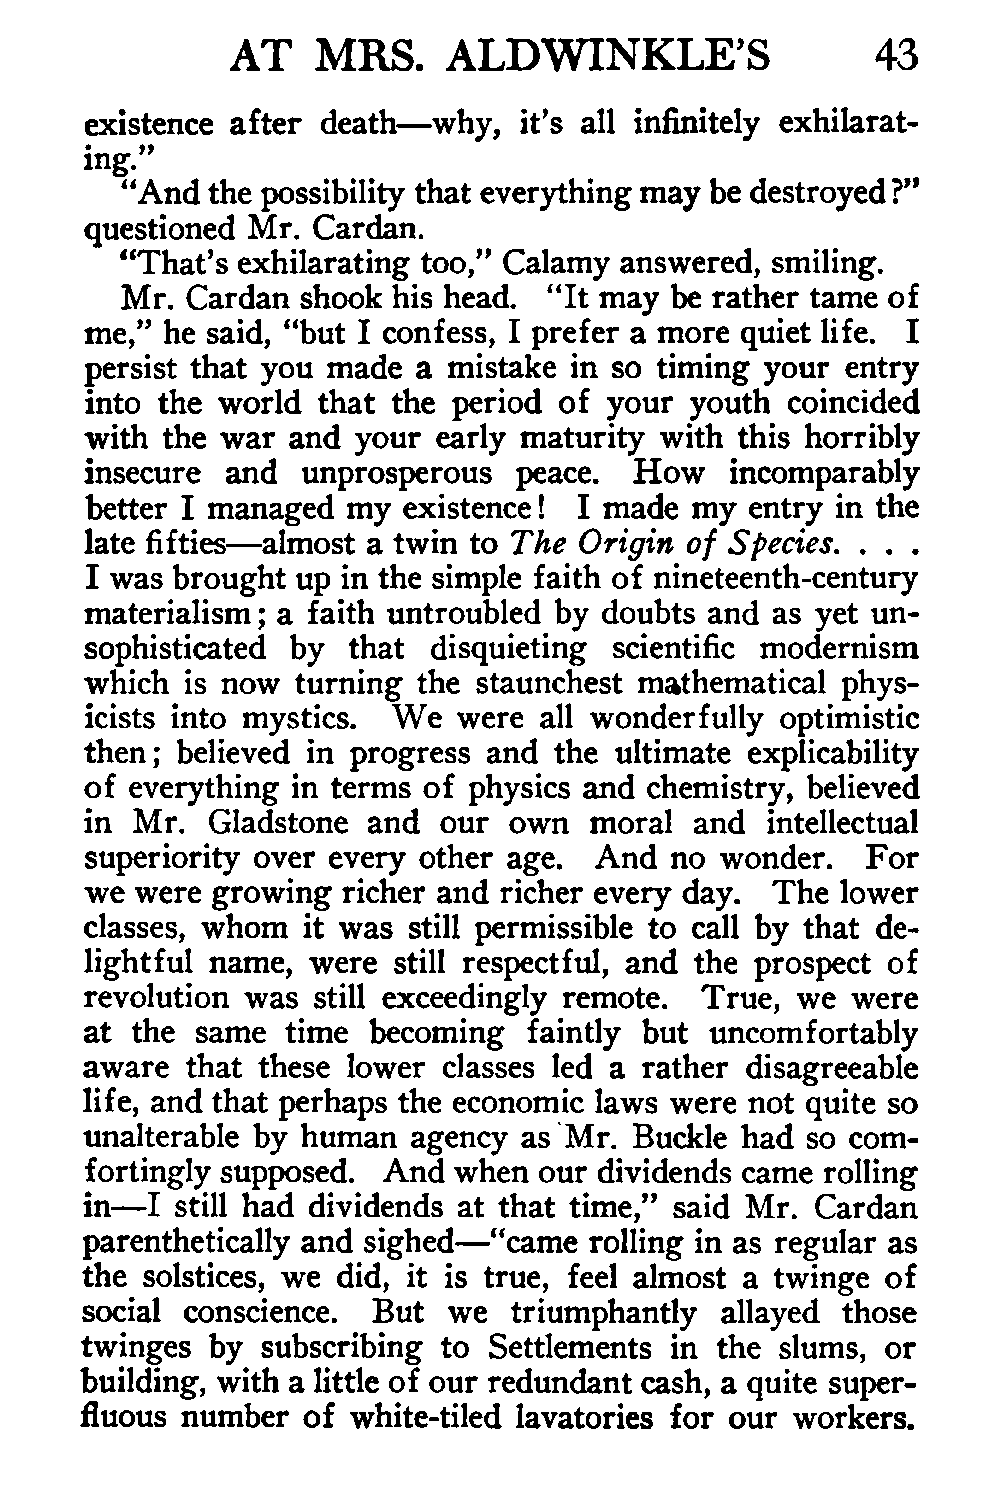 AT MRS. ALDWINKLE'S 43
existence after death—why, it's all infinitely exhilarat-
ing."
"And the possibility that everything may be destroyed?"
questioned Mr. Cardan.
"That's exhilarating too," Calamy answered, smiling.
Mr. Cardan shook his head. "It may be rather tame of
me," he said, "but I confess, I prefer a more quiet life. I
persist that you made a mistake in so timing your entry
into the world that the period of your youth coincided
with the war and your early maturity with this horribly
insecure and unprosperous peace. How incomparably
better I managed my existence! I made my entry in the
late fifties—almost a twin to The Origin of Species. . . .
I was brought up in the simple faith of nineteenth-century
materialism; a faith untroubled by doubts and as yet un-
sophisticated by that disquieting scientific modernism
which is now turning the staunchest mathematical phys-
icists into mystics. We were all wonderfully optimistic
then; believed in progress and the ultimate explicability
of everything in terms of physics and chemistry, believed
in Mr. Gladstone and our own moral and intellectual
superiority over every other age. And no wonder. For
we were growing richer and richer every day. The lower
classes, whom it was still permissible to call by that de-
lightful name, were still respectful, and the prospect of
revolution was still exceedingly remote. True, we were
at the same time becoming faintly but uncomfortably
aware that these lower classes led a rather disagreeable
life, and that perhaps the economic laws were not quite so
unalterable by human agency as Mr. Buckle had so com-
fortingly supposed. And when our dividends came rolling
in—I still had dividends at that time," said Mr. Cardan
parenthetically and sighed—"came rolling in as regular as
the solstices, we did, it is true, feel almost a twinge of
social conscience. But we triumphantly allayed those
twinges by subscribing to Settlements in the slums, or
building, with a little of our redundant cash, a quite super-
fluous number of white-tiled lavatories for our workers.